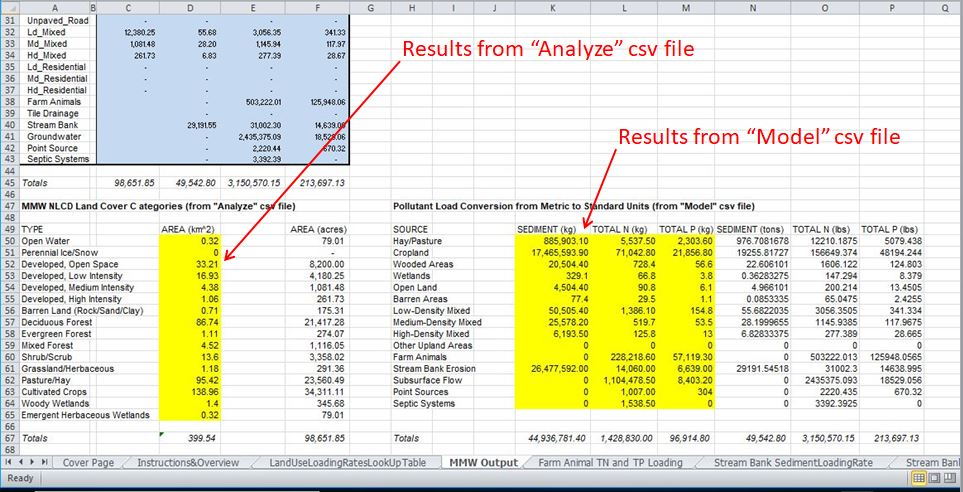 A B C D E F G H I J K L M N O P Q
31 Unpaved_Road - - - -
32 Ld_Mixed 12,380.25 55.68 3,056.35 341.33
33 Md_Mixed 1,081.48 28.20 1,145.94 117.97
34 Hd_Mixed 261.73 6.83 277.39 28.67
35 Ld_Residential - - - -
36 Md_Residential - - - -
37 Hd_Residential - - - -
38 Farm Animals - 503,222.01 125,948.06
39 Tile Drainage - - -
40 Stream Bank 29,191.55 31,002.30 14,639.00
41 Groundwater - 2,435,375.09 18,529.06
42 Point Source - 2,220.44 670.32
43 Septic Systems - 3,392.39 -
44
45 Totals 98,651.85 49,542.80 3,150,570.15 213,697.13
46
Results from “Analyze” csv file
Results from “Model” csv file
47 MMW NLCD Land Cover C ategories (from "Analyze" csv file) Pollutant Load Conversion from Metric to Standard Units (from "Model" csv file)
48
49 TYPE AREA (km^2) AREA (acres) SOURCE SEDIMENT (kg) TOTAL N (kg) TOTAL P (kg) SEDIMENT (tons) TOTAL N (lbs) TOTAL P (lbs)
50 Open Water 0.32 79.01 Hay/Pasture 885,903.10 5,537.50 2,303.60 976.7081678 12210.1875 5079.438
51 Perennial Ice/Snow 0 - Cropland 17,465,593.90 71,042.80 21,856.80 19255.81727 156649.374 48194.244
52 Developed, Open Space 33.21 8,200.00 Wooded Areas 20,504.40 728.4 56.6 22.606101 1606.122 124.803
53 Developed, Low Intensity 16.93 4,180.25 Wetlands 329.1 66.8 3.8 0.36283275 147.294 8.379
54 Developed, Medium Intensity 4.38 1,081.48 Open Land 4,504.40 90.8 6.1 4.966101 200.214 13.4505
55 Developed, High Intensity 1.06 261.73 Barren Areas 77.4 29.5 1.1 0.0853335 65.0475 2.4255
56 Barren Land (Rock/Sand/Clay) 0.71 175.31 Low-Density Mixed 50,505.40 1,386.10 154.8 55.6822035 3056.3505 341.334
57 Deciduous Forest 86.74 21,417.28 Medium-Density Mixed 25,578.20 519.7 53.5 28.1999655 1145.9385 117.9675
58 Evergreen Forest 1.11 274.07 High-Density Mixed 6,193.50 125.8 13 6.82833375 277.389 28.665
59 Mixed Forest 4.52 1,116.05 Other Upland Areas 0 0 0 0 0 0
60 Shrub/Scrub 13.6 3,358.02 Farm Animals 0 228,218.60 57,119.30 0 503222.013 125948.0565
61 Grassland/Herbaceous 1.18 291.36 Stream Bank Erosion 26,477,592.00 14,060.00 6,639.00 29191.54518 31002.3 14638.995
62 Pasture/Hay 95.42 23,560.49 Subsurface Flow 0 1,104,478.50 8,403.20 0 2435375.093 18529.056
63 Cultivated Crops 138.96 34,311.11 Point Sources 0 1,007.00 304 0 2220.435 670.32
64 Woody Wetlands 1.4 345.68 Septic Systems 0 1,538.50 0 0 3392.3925 0
65 Emergent Herbaceous Wetlands 0.32 79.01
66
67 Totals 399.54 98,651.85 Totals 44,936,781.40 1,428,830.00 96,914.80 49,542.80 3,150,570.15 213,697.13
68
Cover Page Instructions&Overview LandUseLoadingRatesLookUpTable MMW Output Farm Animal TN and TP Loading Stream Bank SedimentLoadingRate Stream Ban
Ready